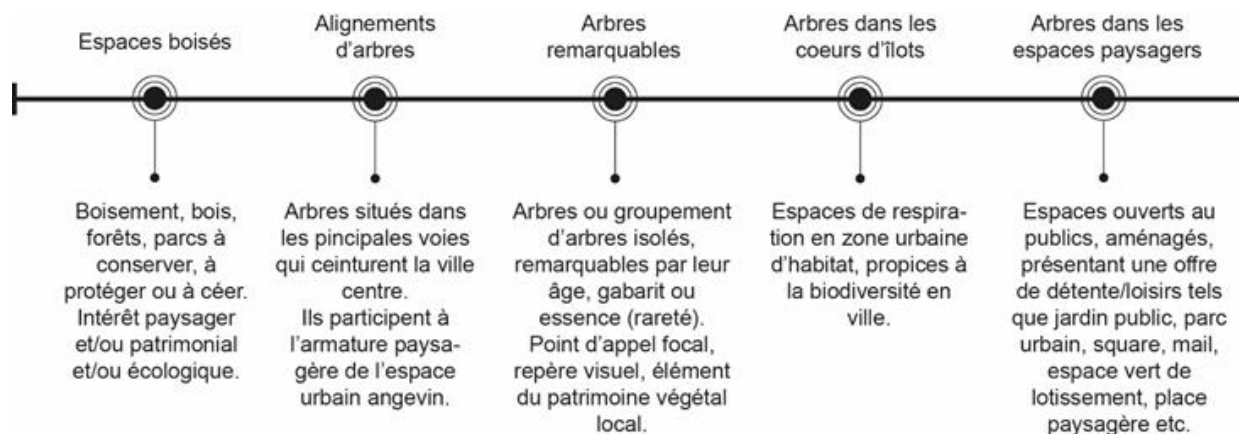 Espaces boisés
Alignements
d’arbres
Arbres
remarquables
Arbres dans les
coeurs d’îlots
Arbres dans les
espaces paysagers
Boisement, bois,
forêts, parcs à
conserver, à
protéger ou à céer.
Intérêt paysager
et/ou patrimonial
et/ou écologique.
Arbres situés dans
les pincipales voies
qui ceinturent la ville
centre.
Ils participent à
l’armature paysa-
gère de l’espace
urbain angevin.
Arbres ou groupement
d’arbres isolés,
remarquables par leur
âge, gabarit ou
essence (rareté).
Point d’appel focal,
repère visuel, élément
du patrimoine végétal
local.
Espaces de respira-
tion en zone urbaine
d’habitat, propices à
la biodiversité en
ville.
Espaces ouverts au
publics, aménagés,
présentant une offre
de détente/loisirs tels
que jardin public, parc
urbain, square, mail,
espace vert de
lotissement, place
paysagère etc.